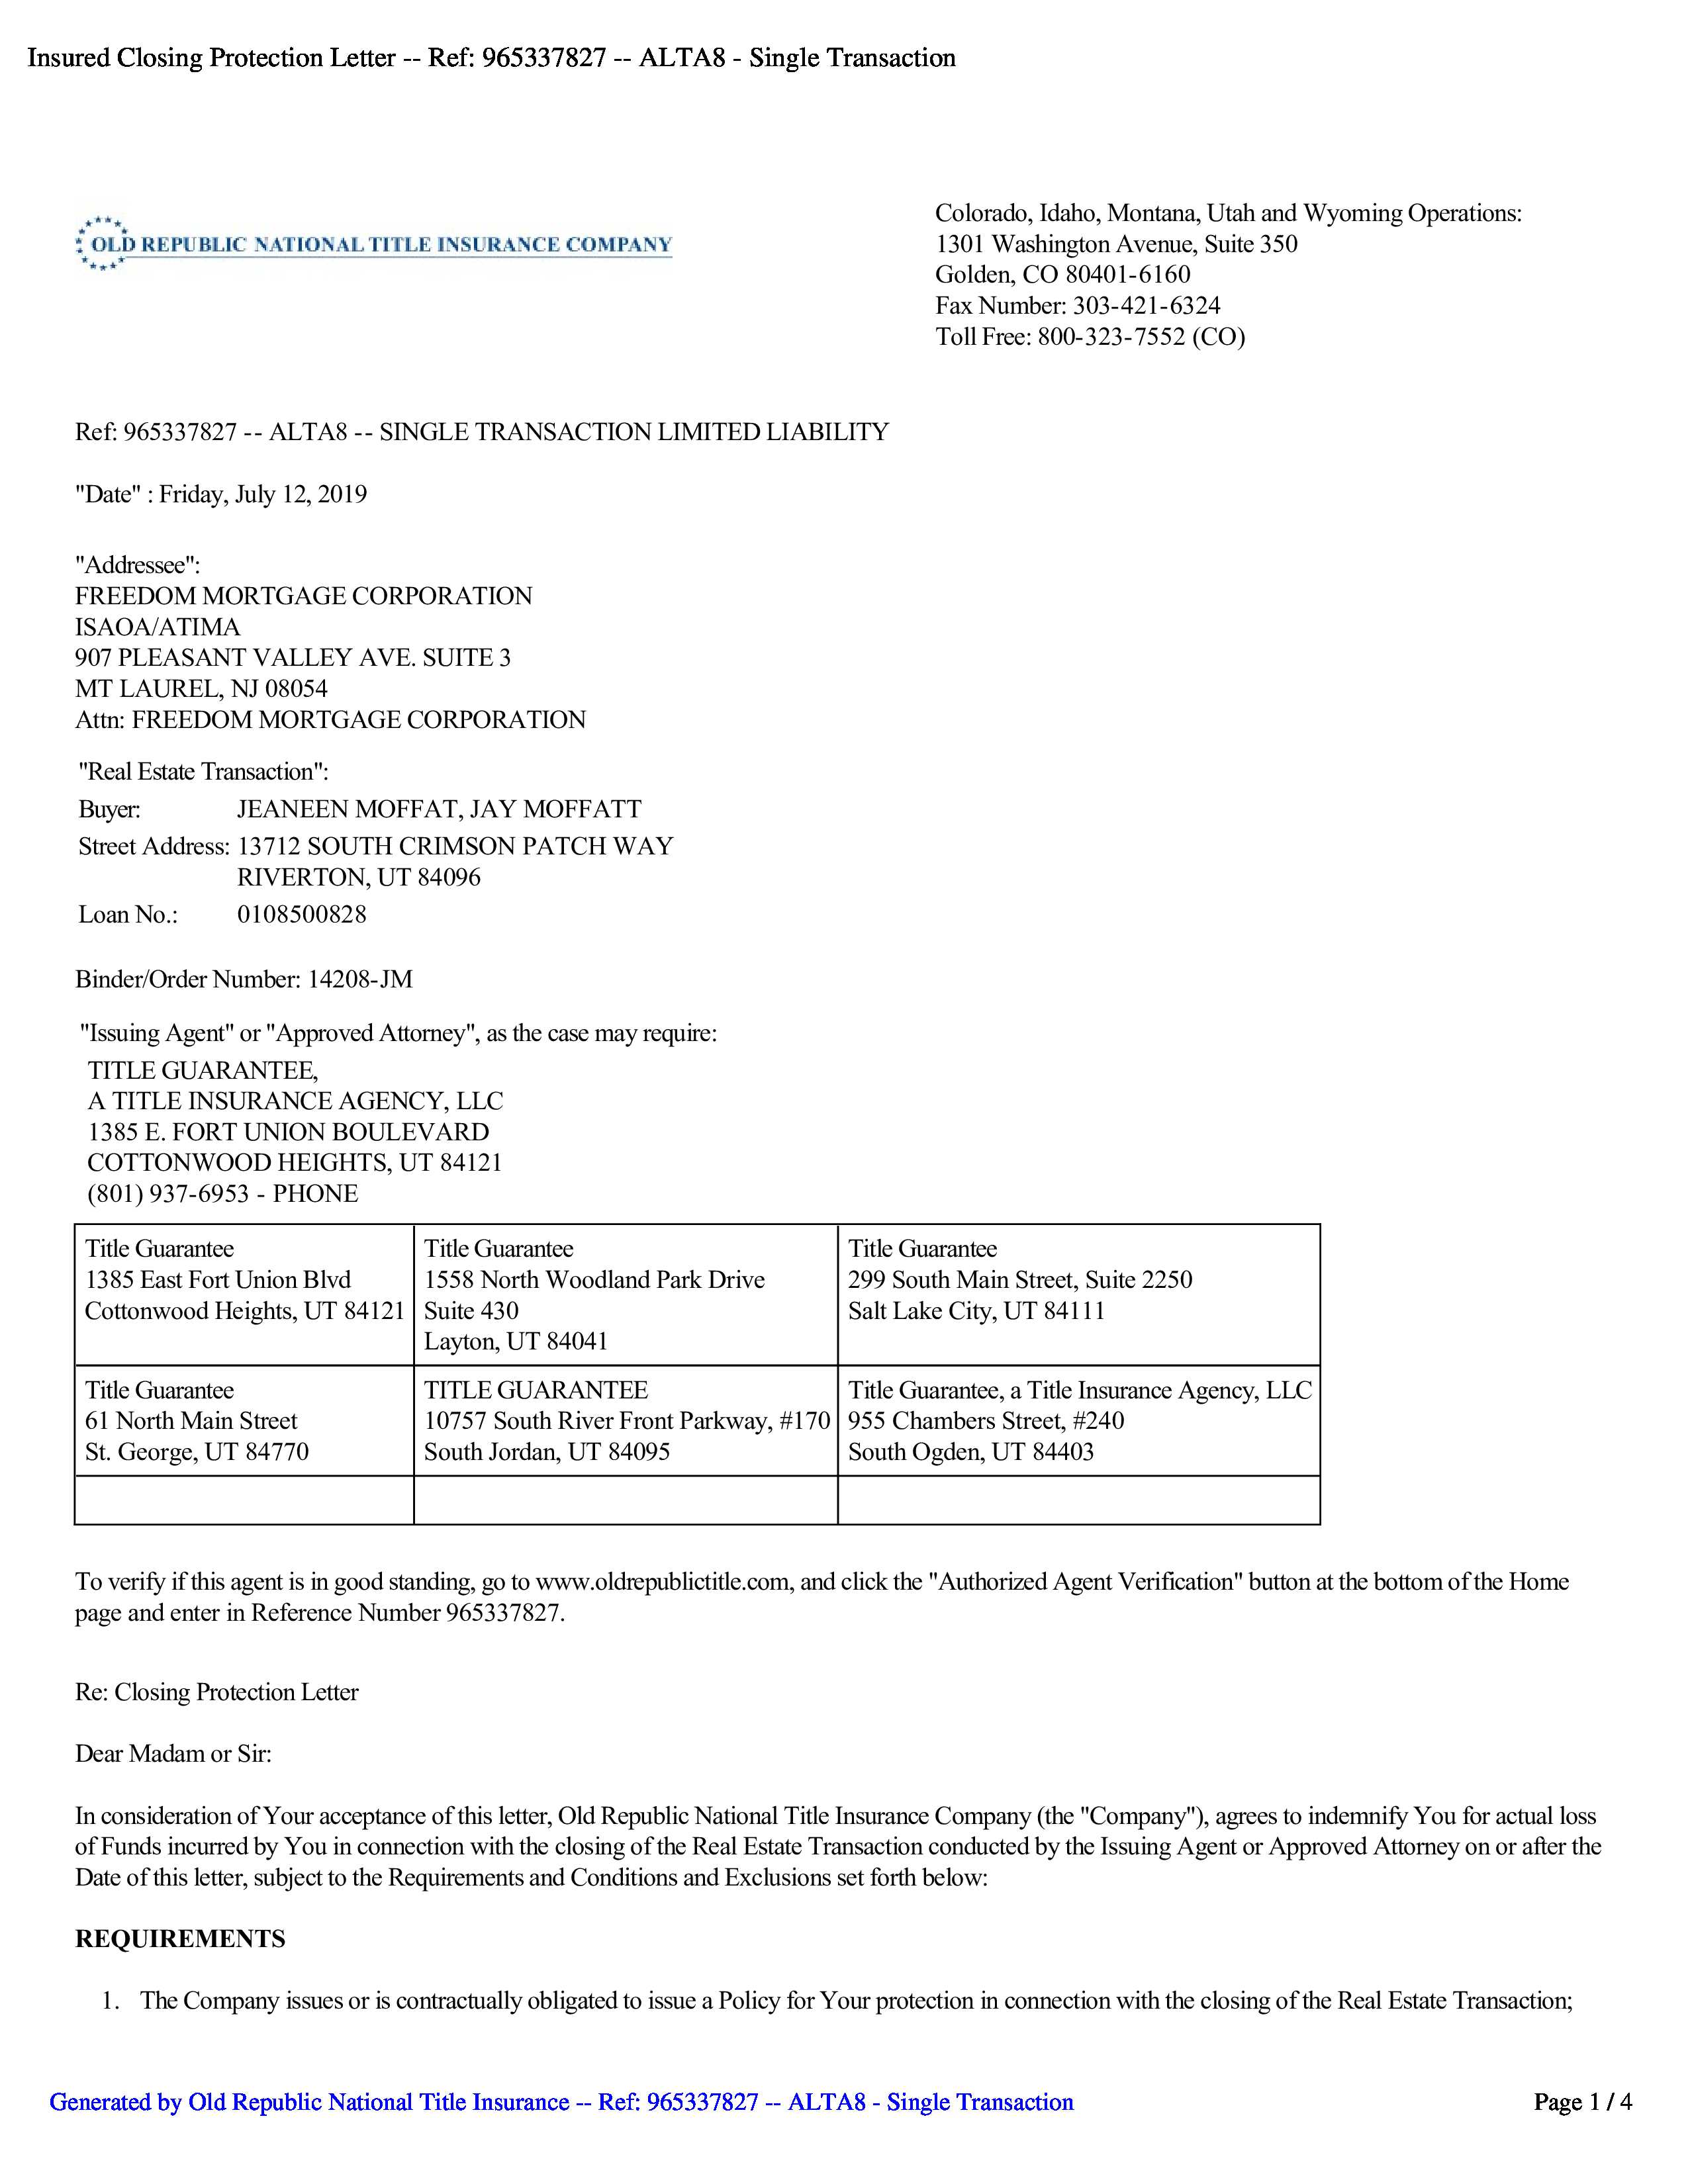 Insured Closing Protection Letter -- Ref: 965337827 -- ALTA8 - Single Transaction
OLD REPUBLIC NATIONAL TITLE INSURANCE COMPANY
Colorado, Idaho, Montana, Utah and Wyoming Operations:
1301 Washington Avenue, Suite 350
Golden, CO 80401-6160
Fax Number: 303-421-6324
Toll Free: 800-323-7552 (CO)
Ref: 965337827 -- ALTA8 -- SINGLE TRANSACTION LIMITED LIABILITY
"Date" : Friday, July 12, 2019
"Addressee":
FREEDOM MORTGAGE CORPORATION
ISAOA/ATIMA
907 PLEASANT VALLEY AVE. SUITE 3
MT LAUREL, NJ 08054
Attn: FREEDOM MORTGAGE CORPORATION
"Real Estate Transaction":
Buyer: JEANEEN MOFFAT, JAY MOFFATT
Street Address: 13712 SOUTH CRIMSON PATCH WAY
RIVERTON, UT 84096
Loan No.: 0108500828
Binder/Order Number: 14208-JM
"Issuing Agent" or "Approved Attorney", as the case may require:
TITLE GUARANTEE,
A TITLE INSURANCE AGENCY, LLC
1385 E. FORT UNION BOULEVARD
COTTONWOOD HEIGHTS, UT 84121
(801) 937-6953 - PHONE
Title Guarantee
1385 East Fort Union Blvd
Cottonwood Heights, UT 84121
Title Guarantee
1558 North Woodland Park Drive
Suite 430
Layton, UT 84041
Title Guarantee
299 South Main Street, Suite 2250
Salt Lake City, UT 84111
Title Guarantee
61 North Main Street
St. George, UT 84770
TITLE GUARANTEE
10757 South River Front Parkway, #170
South Jordan, UT 84095
Title Guarantee, a Title Insurance Agency, LLC
955 Chambers Street, #240
South Ogden, UT 84403
To verify if this agent is in good standing, go to www.oldrepublictitle.com, and click the "Authorized Agent Verification" button at the bottom of the Home
page and enter in Reference Number 965337827.
Re: Closing Protection Letter
Dear Madam or Sir:
In consideration of Your acceptance of this letter, Old Republic National Title Insurance Company (the "Company"), agrees to indemnify You for actual loss
of Funds incurred by You in connection with the closing of the Real Estate Transaction conducted by the Issuing Agent or Approved Attorney on or after the
Date of this letter, subject to the Requirements and Conditions and Exclusions set forth below:
REQUIREMENTS
1. The Company issues or is contractually obligated to issue a Policy for Your protection in connection with the closing of the Real Estate Transaction;
Generated by Old Republic National Title Insurance -- Ref: 965337827 -- ALTA8 - Single Transaction
Page 1 / 4